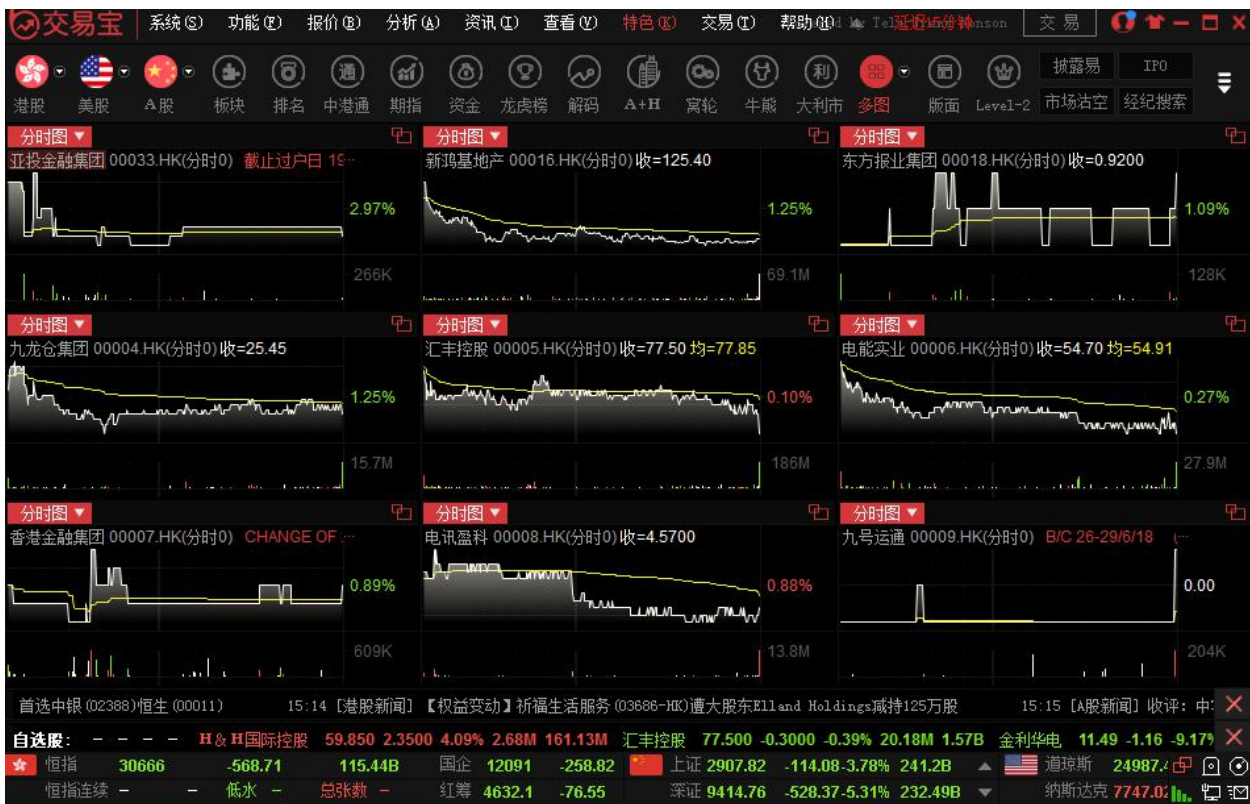 交易宝 系统(S) 功能(F) 报价(B) 分析(A) 资讯(I) 查看(V) 特色(K) 交易(T) 帮助(H) 延迟15分钟 交易
港股 美股 A股 板块 排名 中港通 期指 资金 龙虎榜 解码 A+H 窝轮 牛熊 大利市 多图 版面 Level-2 披露易 IPO 市场沽空 经纪搜索
分时图 分时图 分时图
亚投金融集团 00033.HK(分时0) 截止过户日 19… 新鸿基地产 00016.HK(分时0)收=125.40 东方报业集团 00018.HK(分时0)收=0.9200
2.97% 1.25% 1.09%
266K 69.1M 128K
分时图 分时图 分时图
九龙仓集团 00004.HK(分时0)收=25.45 汇丰控股 00005.HK(分时0)收=77.50 均=77.85 电能实业 00006.HK(分时0)收=54.70 均=54.91
1.25% 0.10% 0.27%
15.7M 186M 27.9M
分时图 分时图 分时图
香港金融集团 00007.HK(分时0) CHANGE OF … 电讯盈科 00008.HK(分时0)收=4.5700 九号运通 00009.HK(分时0) B/C 26-29/6/18 (…
0.89% 0.88% 0.00
609K 13.8M 204K
首选中银(02388)恒生(00011) 15:14 [港股新闻] 【权益变动】祈福生活服务(03686-HK)遭大股东Elland Holdings减持125万股 15:15 [A股新闻] 收评:
自选股: - - - - H&H国际控股 59.850 2.3500 4.09% 2.68M 161.13M 汇丰控股 77.500 -0.3000 -0.39% 20.18M 1.57B 金利华电 11.49 -1.16 -9.17%
恒指 30666 -568.71 115.44B 国企 12091 -258.82 上证 2907.82 -114.08 -3.78% 241.2B 道琼斯 24987.
恒指连续 - - 低水 - 总张数 - 红筹 4632.1 -76.55 深证 9414.76 -528.37 -5.31% 232.49B 纳斯达克 7747.02